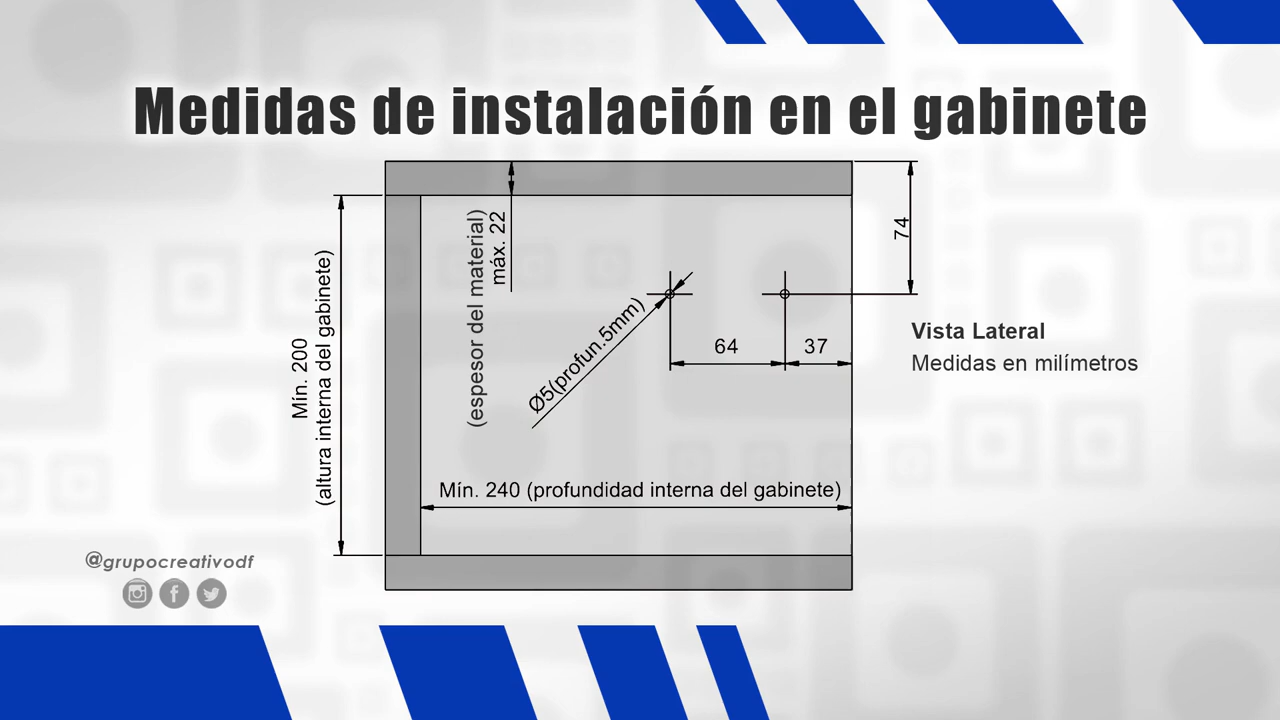 Medidas de instalación en el gabinete
máx. 22
(espesor del material)
74
Mín. 200
(altura interna del gabinete)
Ø5(profun.5mm)
64
37
Vista Lateral
Medidas en milímetros
Mín. 240 (profundidad interna del gabinete)
@grupocreativodf